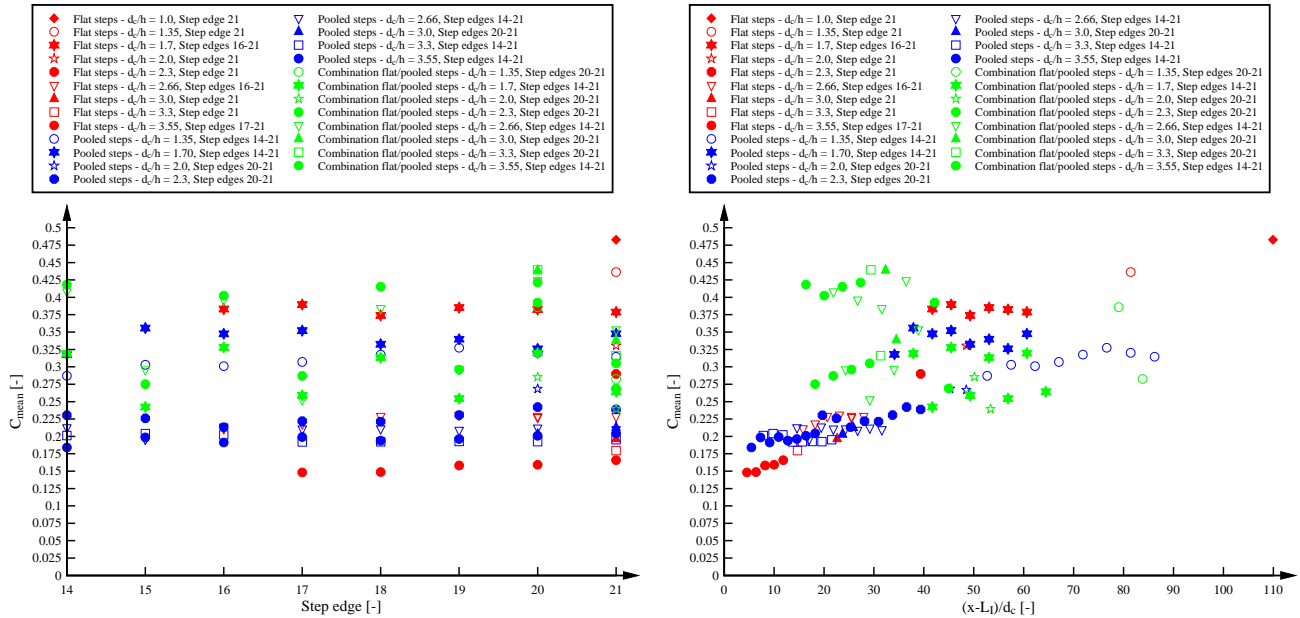 Flat steps - dc/h = 1.0, Step edge 21
Flat steps - dc/h = 1.35, Step edge 21
Flat steps - dc/h = 1.7, Step edges 16-21
Flat steps - dc/h = 2.0, Step edge 21
Flat steps - dc/h = 2.3, Step edge 21
Flat steps - dc/h = 2.66, Step edges 16-21
Flat steps - dc/h = 3.0, Step edge 21
Flat steps - dc/h = 3.3, Step edge 21
Flat steps - dc/h = 3.55, Step edges 17-21
Pooled steps - dc/h = 1.35, Step edges 14-21
Pooled steps - dc/h = 1.70, Step edges 14-21
Pooled steps - dc/h = 2.0, Step edges 20-21
Pooled steps - dc/h = 2.3, Step edges 20-21
Pooled steps - dc/h = 2.66, Step edges 14-21
Pooled steps - dc/h = 3.0, Step edges 20-21
Pooled steps - dc/h = 3.3, Step edges 14-21
Pooled steps - dc/h = 3.55, Step edges 14-21
Combination flat/pooled steps - dc/h = 1.35, Step edges 20-21
Combination flat/pooled steps - dc/h = 1.7, Step edges 14-21
Combination flat/pooled steps - dc/h = 2.0, Step edges 20-21
Combination flat/pooled steps - dc/h = 2.3, Step edges 20-21
Combination flat/pooled steps - dc/h = 2.66, Step edges 14-21
Combination flat/pooled steps - dc/h = 3.0, Step edges 20-21
Combination flat/pooled steps - dc/h = 3.3, Step edges 20-21
Combination flat/pooled steps - dc/h = 3.55, Step edges 14-21
Cmean [-]
0.5
0.475
0.45
0.425
0.4
0.375
0.35
0.325
0.3
0.275
0.25
0.225
0.2
0.175
0.15
0.125
0.1
0.075
0.05
0.025
0
14 15 16 17 18 19 20 21
Step edge [-]
Flat steps - dc/h = 1.0, Step edge 21
Flat steps - dc/h = 1.35, Step edge 21
Flat steps - dc/h = 1.7, Step edges 16-21
Flat steps - dc/h = 2.0, Step edge 21
Flat steps - dc/h = 2.3, Step edge 21
Flat steps - dc/h = 2.66, Step edges 16-21
Flat steps - dc/h = 3.0, Step edge 21
Flat steps - dc/h = 3.3, Step edge 21
Flat steps - dc/h = 3.55, Step edges 17-21
Pooled steps - dc/h = 1.35, Step edges 14-21
Pooled steps - dc/h = 1.70, Step edges 14-21
Pooled steps - dc/h = 2.0, Step edges 20-21
Pooled steps - dc/h = 2.3, Step edges 20-21
Pooled steps - dc/h = 2.66, Step edges 14-21
Pooled steps - dc/h = 3.0, Step edges 20-21
Pooled steps - dc/h = 3.3, Step edges 14-21
Pooled steps - dc/h = 3.55, Step edges 14-21
Combination flat/pooled steps - dc/h = 1.35, Step edges 20-21
Combination flat/pooled steps - dc/h = 1.7, Step edges 14-21
Combination flat/pooled steps - dc/h = 2.0, Step edges 20-21
Combination flat/pooled steps - dc/h = 2.3, Step edges 20-21
Combination flat/pooled steps - dc/h = 2.66, Step edges 14-21
Combination flat/pooled steps - dc/h = 3.0, Step edges 20-21
Combination flat/pooled steps - dc/h = 3.3, Step edges 20-21
Combination flat/pooled steps - dc/h = 3.55, Step edges 14-21
Cmean [-]
0.5
0.475
0.45
0.425
0.4
0.375
0.35
0.325
0.3
0.275
0.25
0.225
0.2
0.175
0.15
0.125
0.1
0.075
0.05
0.025
0
0 10 20 30 40 50 60 70 80 90 100 110
(x-LI)/dc [-]